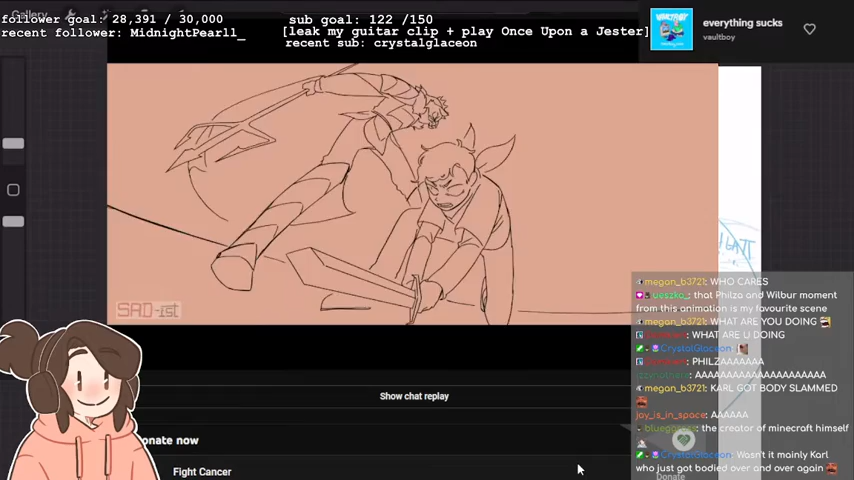 Gallery
follower goal: 28,391 / 30,000
sub goal: 122 /150
recent follower: MidnightPearll_
[leak my guitar clip + play Once Upon a Jester]
recent sub: crystalglaceon
everything sucks
vaultboy
SAD-ist
Show chat replay
onate now
Fight Cancer
megan_b3721: WHO CARES
that Philza and Wilbur moment
from this animation is my favourite scene
megan_b3721: WHAT ARE YOU DOING
WHAT ARE U DOING
CrystalGlaceon
PHILZAAAAAAA
AAAAAAAAAAAAAAAAAAAAA
megan_b3721: KARL GOT BODY SLAMMED
jay_is_in_space: AAAAAA
the creator of minecraft himself
CrystalGlaceon: Wasn't it mainly Karl
who just got bodied over and over again
Donate